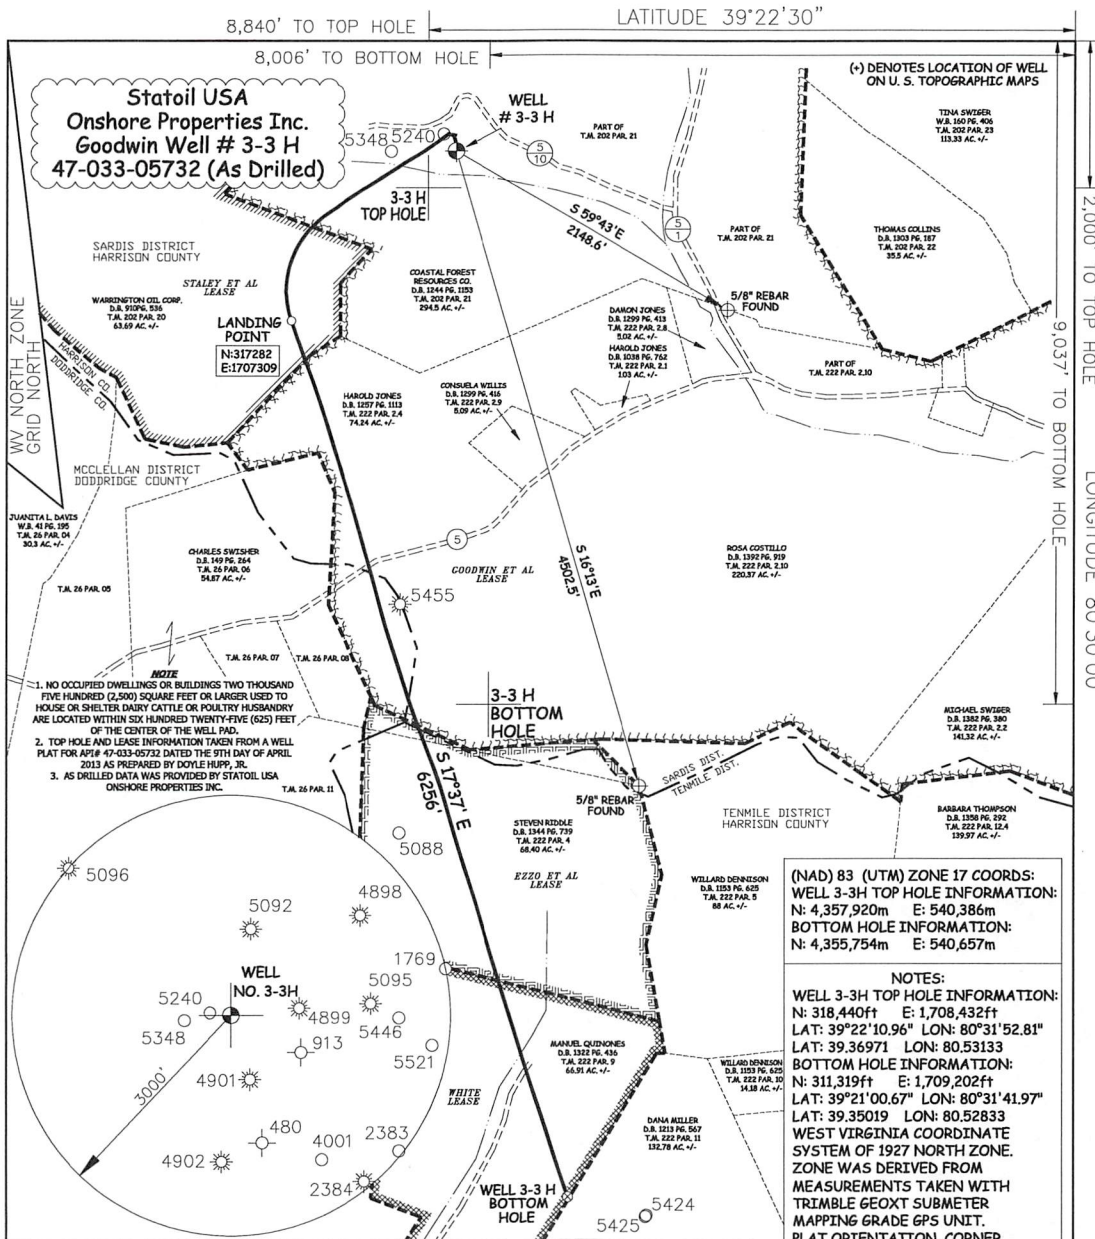 8,840' TO TOP HOLE
LATITUDE 39°22'30"
8,006' TO BOTTOM HOLE
(+) DENOTES LOCATION OF WELL
ON U. S. TOPOGRAPHIC MAPS
Statoil USA
Onshore Properties Inc.
Goodwin Well # 3-3 H
47-033-05732 (As Drilled)
WELL
# 3-3 H
5348
5240
PART OF
T.M. 202 PAR. 21
5
10
TINA SWIGER
W.B. 160 PG. 406
T.M. 202 PAR. 23
113.33 AC. +/-
3-3 H
TOP HOLE
S 59°43'E
2148.6'
5
1
PART OF
T.M. 202 PAR. 21
THOMAS COLLINS
D.B. 1303 PG. 187
T.M. 202 PAR. 22
35.5 AC. +/-
2,000' TO TOP HOLE
SARDIS DISTRICT
HARRISON COUNTY
STALEY ET AL
LEASE
COASTAL FOREST
RESOURCES CO.
D.B. 1244 PG. 1153
T.M. 202 PAR. 21
294.5 AC. +/-
WARRINGTON OIL CORP.
D.B. 910PG. 536
T.M. 202 PAR. 20
63.69 AC. +/-
5/8" REBAR
FOUND
WV NORTH ZONE
GRID NORTH
LANDING
POINT
N:317282
E:1707309
DAMON JONES
D.B. 1299 PG. 413
T.M. 222 PAR. 2.8
5.02 AC. +/-
HAROLD JONES
D.B. 1038 PG. 762
T.M. 222 PAR. 2.1
1.03 AC. +/-
9,037' TO BOTTOM HOLE
HARRISON CO.
DODDRIDGE CO.
PART OF
T.M. 222 PAR. 2.10
CONSUELA WILLIS
D.B. 1299 PG. 416
T.M. 222 PAR. 2.9
5.09 AC. +/-
HAROLD JONES
D.B. 1257 PG. 1113
T.M. 222 PAR. 2.4
74.24 AC. +/-
MCCLELLAN DISTRICT
DODDRIDGE COUNTY
JUANITA L. DAVIS
W.B. 41 PG. 195
T.M. 26 PAR. 04
30.3 AC. +/-
CHARLES SWISHER
D.B. 149 PG. 264
T.M. 26 PAR. 06
54.87 AC. +/-
5
GOODWIN ET AL
LEASE
S 16°13'E
4502.5'
ROSA COSTILLO
D.B. 1392 PG. 919
T.M. 222 PAR. 2.10
220.37 AC. +/-
T.M. 26 PAR. 05
5455
T.M. 26 PAR. 07
T.M. 26 PAR. 08
NOTE
1. NO OCCUPIED DWELLINGS OR BUILDINGS TWO THOUSAND
FIVE HUNDRED (2,500) SQUARE FEET OR LARGER USED TO
HOUSE OR SHELTER DAIRY CATTLE OR POULTRY HUSBANDRY
ARE LOCATED WITHIN SIX HUNDRED TWENTY-FIVE (625) FEET
OF THE CENTER OF THE WELL PAD.
2. TOP HOLE AND LEASE INFORMATION TAKEN FROM A WELL
PLAT FOR API# 47-033-05732 DATED THE 9TH DAY OF APRIL
2013 AS PREPARED BY DOYLE HUPP, JR.
3. AS DRILLED DATA WAS PROVIDED BY STATOIL USA
ONSHORE PROPERTIES INC.
T.M. 26 PAR. 11
3-3 H
BOTTOM
HOLE
MICHAEL SWIGER
D.B. 1382 PG. 380
T.M. 222 PAR. 2.2
141.32 AC. +/-
S 17°37' E
6256'
SARDIS DIST.
TENMILE DIST.
5/8" REBAR
FOUND
TENMILE DISTRICT
HARRISON COUNTY
BARBARA THOMPSON
D.B. 1358 PG. 292
T.M. 222 PAR. 12.4
139.97 AC. +/-
STEVEN RIDDLE
D.B. 1344 PG. 739
T.M. 222 PAR. 4
68.40 AC. +/-
5088
EZZO ET AL
LEASE
WILLARD DENNISON
D.B. 1153 PG. 625
T.M. 222 PAR. 5
88 AC. +/-
5096
5092
4898
WELL
NO. 3-3H
1769
5095
5240
5348
4899
5446
913
5521
4901
3000'
480
4001
2383
4902
2384
MANUEL QUINONES
D.B. 1322 PG. 436
T.M. 222 PAR. 9
66.91 AC. +/-
WHITE
LEASE
WILLARD DENNISON
D.B. 1153 PG. 625
T.M. 222 PAR. 10
14.18 AC. +/-
DANA MILLER
D.B. 1213 PG. 567
T.M. 222 PAR. 11
132.78 AC. +/-
WELL 3-3 H
BOTTOM
HOLE
5424
5425
(NAD) 83 (UTM) ZONE 17 COORDS:
WELL 3-3H TOP HOLE INFORMATION:
N: 4,357,920m E: 540,386m
BOTTOM HOLE INFORMATION:
N: 4,355,754m E: 540,657m
NOTES:
WELL 3-3H TOP HOLE INFORMATION:
N: 318,440ft E: 1,708,432ft
LAT: 39°22'10.96" LON: 80°31'52.81"
LAT: 39.36971 LON: 80.53133
BOTTOM HOLE INFORMATION:
N: 311,319ft E: 1,709,202ft
LAT: 39°21'00.67" LON: 80°31'41.97"
LAT: 39.35019 LON: 80.52833
WEST VIRGINIA COORDINATE
SYSTEM OF 1927 NORTH ZONE.
ZONE WAS DERIVED FROM
MEASUREMENTS TAKEN WITH
TRIMBLE GEOXT SUBMETER
MAPPING GRADE GPS UNIT.
PLAT ORIENTATION, CORNER